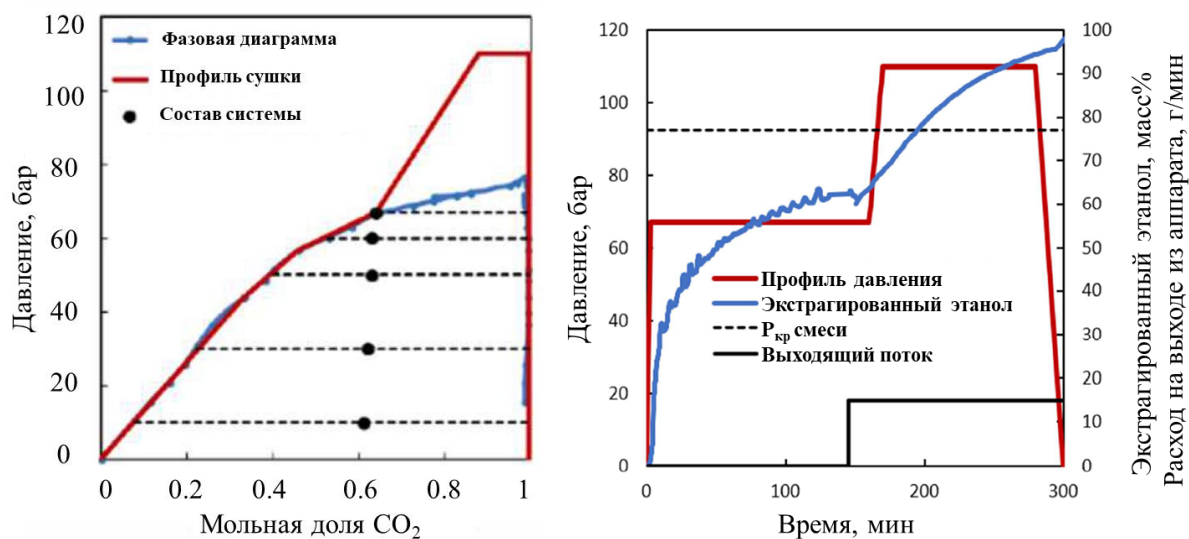 120
100
80
60
40
20
0
Давление, бар
Фазовая диаграмма
Профиль сушки
Состав системы
0
0.2
0.4
0.6
0.8
1
Мольная доля CO₂
120
100
80
60
40
20
0
Давление, бар
Профиль давления
Экстрагированный этанол
Ркр смеси
Выходящий поток
100
90
80
70
60
50
40
30
20
10
0
Экстрагированный этанол, масс%
Расход на выходе из аппарата, г/мин
0
100
200
300
Время, мин